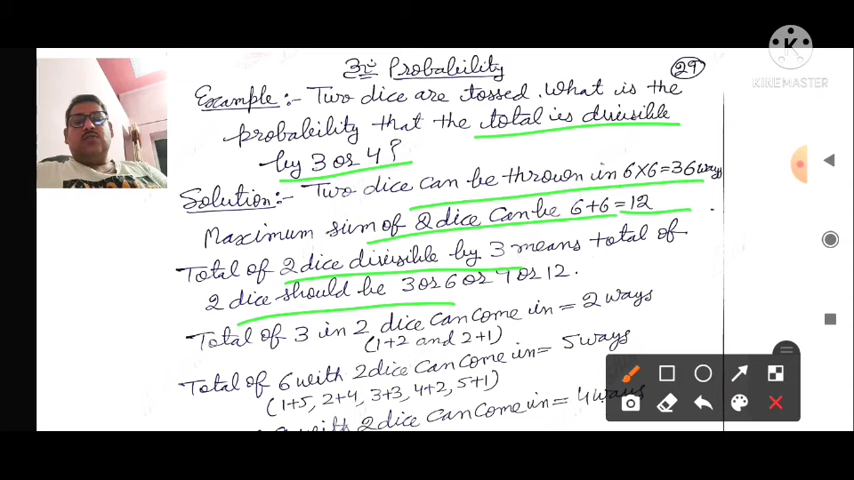 Probability
29
KINEMASTER
Example:- Two dice are tossed. What is the
probability that the total is divisible
by 3 or 4?
Solution:- Two dice can be thrown in 6×6=36 ways
Maximum sum of 2 dice can be 6+6=12
Total of 2 dice divisible by 3 means total of
2 dice should be 3 or 6 or 9 or 12.
Total of 3 in 2 dice can come in = 2 ways
(1+2 and 2+1)
Total of 6 with 2 dice can come in = 5 ways
(1+5, 2+4, 3+3, 4+2, 5+1)
with 2 dice can come in = 4 ways